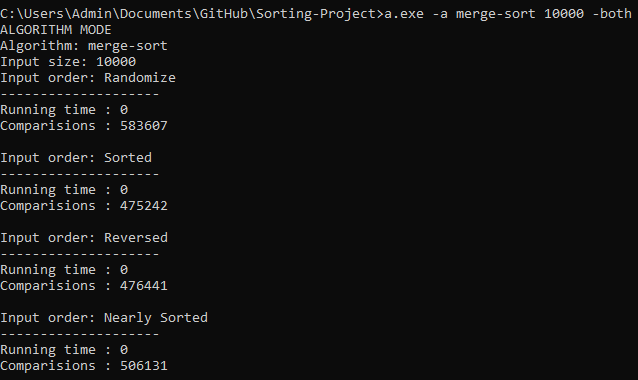 C:\Users\Admin\Documents\GitHub\Sorting-Project>a.exe -a merge-sort 10000 -both
ALGORITHM MODE
Algorithm: merge-sort
Input size: 10000
Input order: Randomize
--------------------
Running time : 0
Comparisions : 583607
Input order: Sorted
--------------------
Running time : 0
Comparisions : 475242
Input order: Reversed
--------------------
Running time : 0
Comparisions : 476441
Input order: Nearly Sorted
--------------------
Running time : 0
Comparisions : 506131